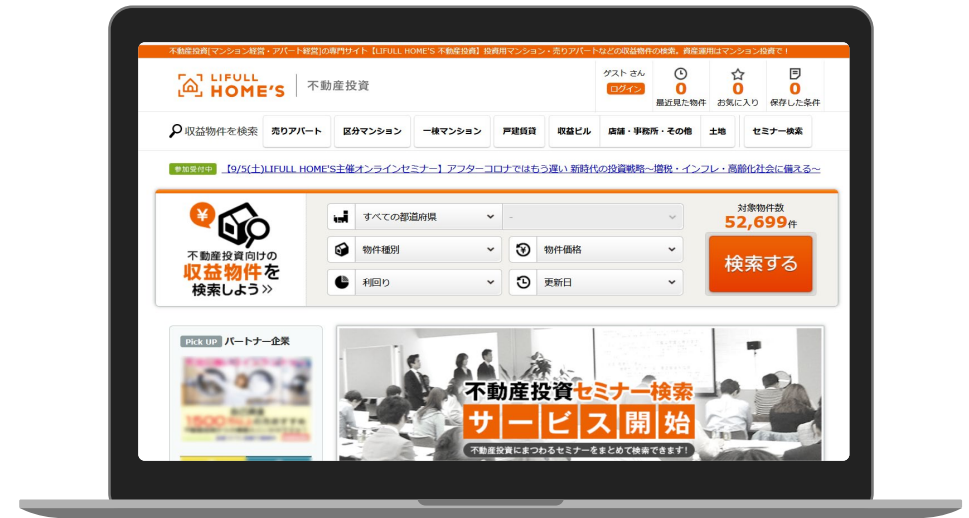 不動産投資[マンション経営・アパート経営]の専門サイト【LIFULL HOME'S 不動産投資】投資用マンション・売りアパートなどの収益物件の検索。資産運用はマンション投資で！
LIFULL
HOME'S
不動産投資
ゲスト さん
ログイン
0
最近見た物件
0
お気に入り
0
保存した条件
収益物件を検索
売りアパート
区分マンション
一棟マンション
戸建賃貸
収益ビル
店舗・事務所・その他
土地
セミナー検索
参加受付中
【9/5(土)LIFULL HOME'S主催オンラインセミナー】アフターコロナではもう遅い 新時代の投資戦略～増税・インフレ・高齢化社会に備える～
不動産投資向けの
収益物件を
検索しよう
すべての都道府県
-
物件種別
物件価格
利回り
更新日
対象物件数
52,699件
検索する
Pick UP パートナー企業
不動産投資セミナー検索
サービス開始
不動産投資にまつわるセミナーをまとめて検索できます!